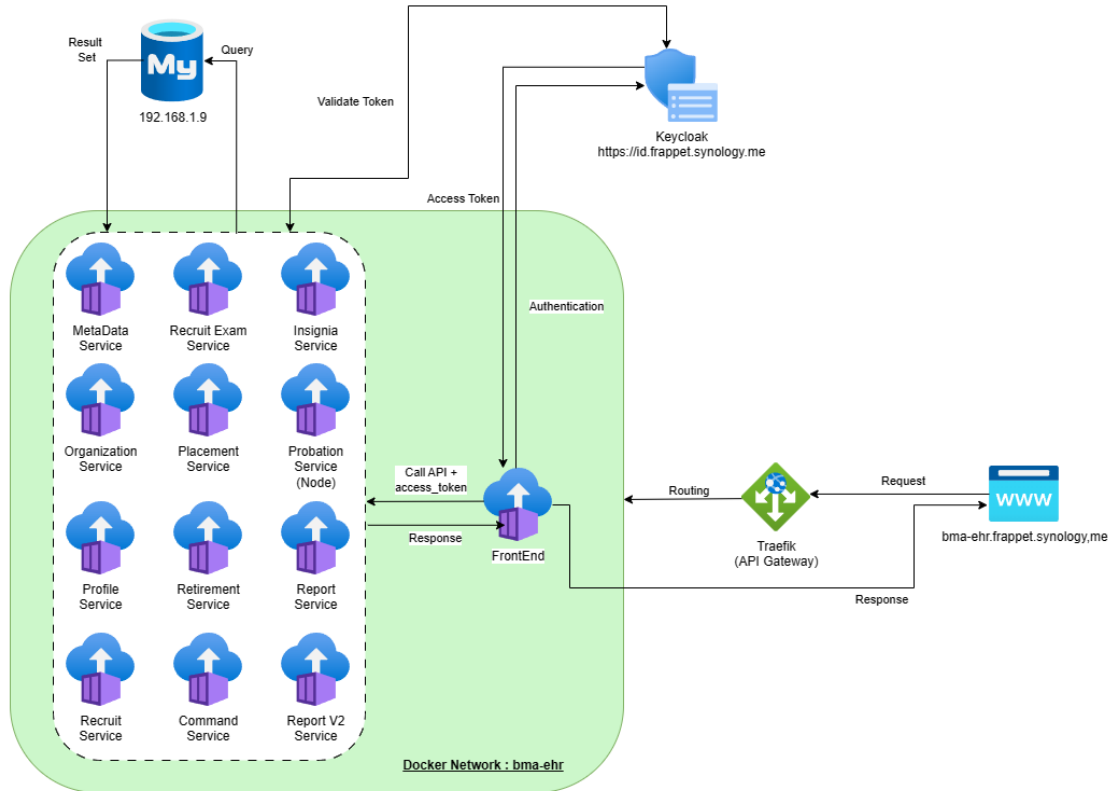 Result
Set
Query
My
192.168.1.9
Validate Token
Keycloak
https://id.frappet.synology.me
Access Token
Authentication
MetaData
Service
Recruit Exam
Service
Insignia
Service
Organization
Service
Placement
Service
Probation
Service
(Node)
Call API +
access_token
Response
FrontEnd
Routing
Traefik
(API Gateway)
Request
www
bma-ehr.frappet.synology,me
Response
Profile
Service
Retirement
Service
Report
Service
Recruit
Service
Command
Service
Report V2
Service
Docker Network : bma-ehr